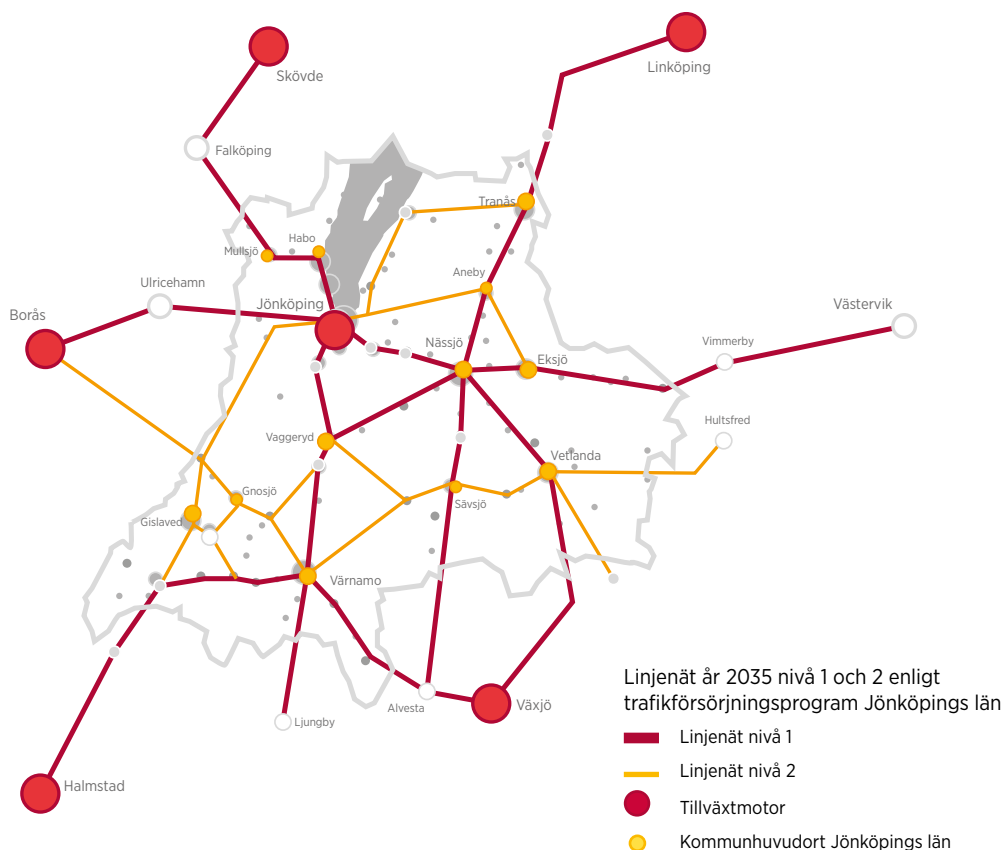 Skövde
Linköping
Falköping
Tranås
Habo
Mullsjö
Aneby
Ulricehamn
Jönköping
Borås
Västervik
Nässjö
Eksjö
Vimmerby
Hultsfred
Vaggeryd
Vetlanda
Gnosjö
Sävsjö
Gislaved
Värnamo
Alvesta
Växjö
Ljungby
Halmstad
Linjenät år 2035 nivå 1 och 2 enligt
trafikförsörjningsprogram Jönköpings län
Linjenät nivå 1
Linjenät nivå 2
Tillväxtmotor
Kommunhuvudort Jönköpings län